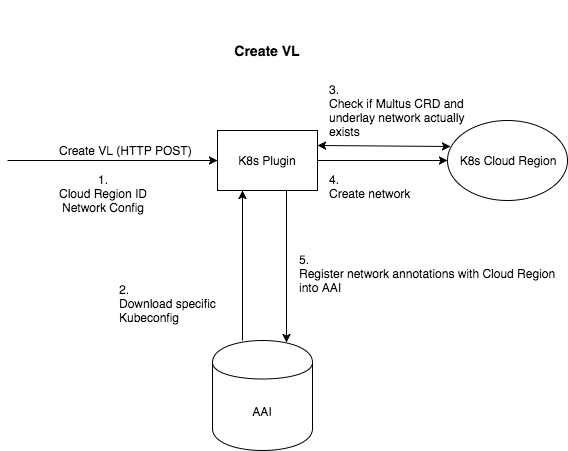 Create VL
3.
Check if Multus CRD and
underlay network actually
exists
Create VL (HTTP POST)
K8s Plugin
K8s Cloud Region
1.
Cloud Region ID
Network Config
4.
Create network
2.
Download specific
Kubeconfig
5.
Register network annotations with Cloud Region
into AAI
AAI